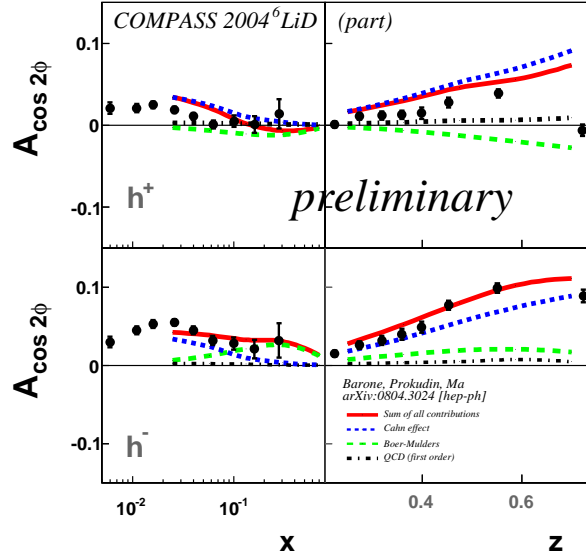 COMPASS 2004 ⁶LiD (part)
A cos 2ϕ
0.1
0
-0.1
h⁺
preliminary
A cos 2ϕ
0.1
0
-0.1
h⁻
Barone, Prokudin, Ma
arXiv:0804.3024 [hep-ph]
Sum of all contributions
Cahn effect
Boer-Mulders
QCD (first order)
10⁻² 10⁻¹ 0.4 0.6
x z